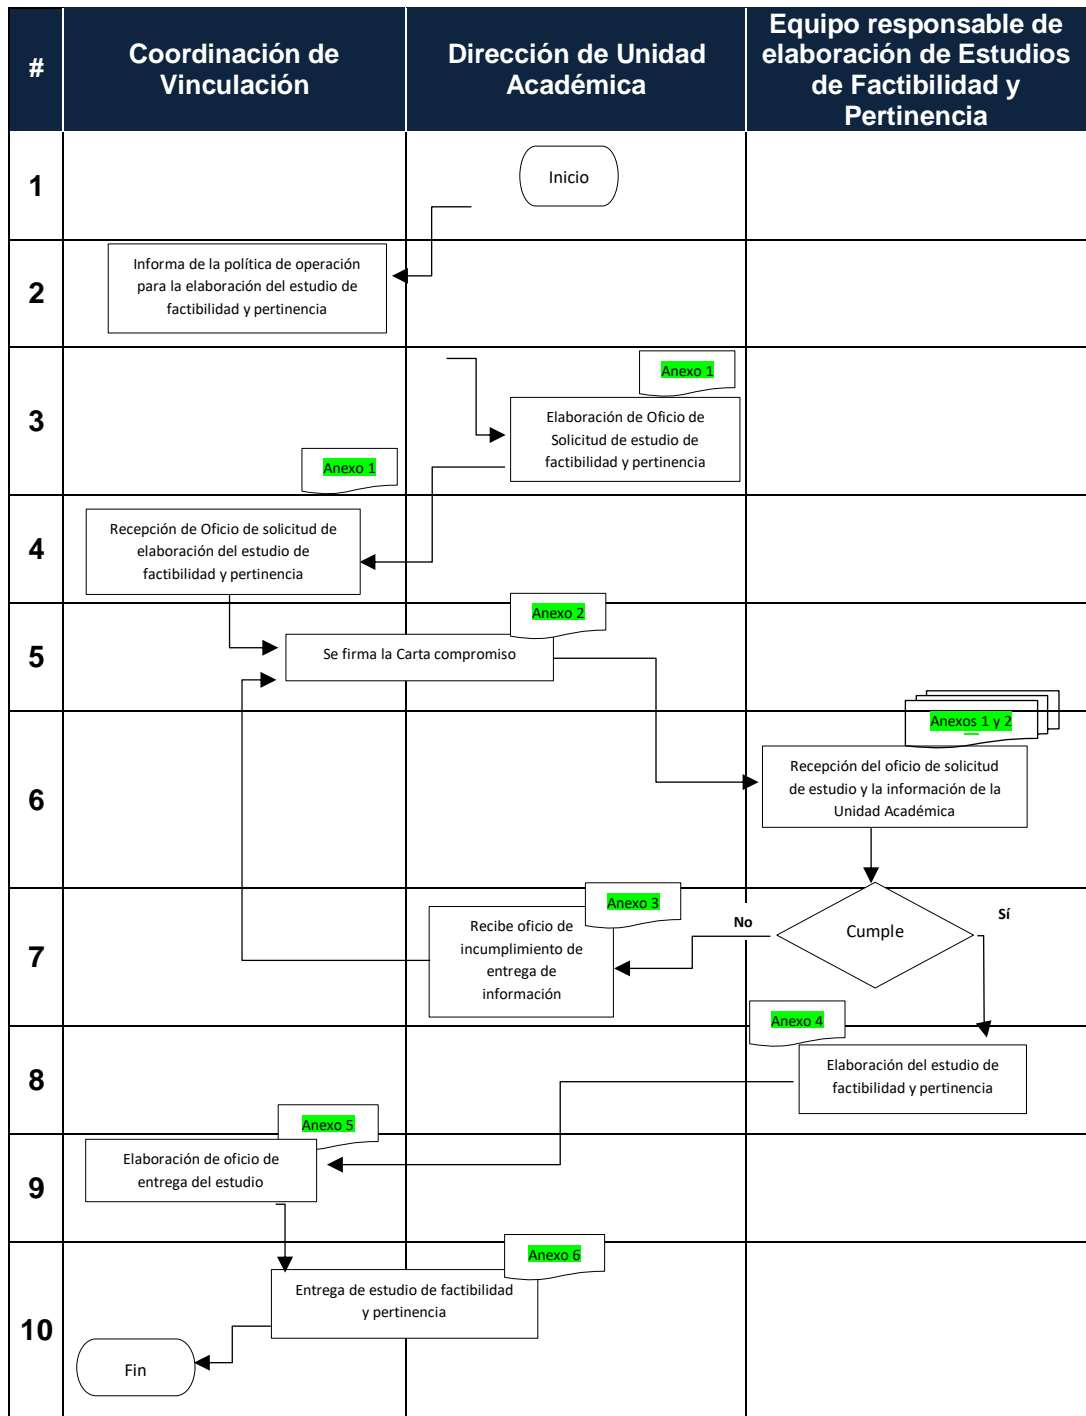 #
Coordinación de
Vinculación
Dirección de Unidad
Académica
Equipo responsable de
elaboración de Estudios
de Factibilidad y
Pertinencia
1
Inicio
2
Informa de la política de operación
para la elaboración del estudio de
factibilidad y pertinencia
3
Anexo 1
Elaboración de Oficio de
Solicitud de estudio de
factibilidad y pertinencia
Anexo 1
4
Recepción de Oficio de solicitud de
elaboración del estudio de
factibilidad y pertinencia
5
Anexo 2
Se firma la Carta compromiso
6
Anexos 1 y 2
Recepción del oficio de solicitud
de estudio y la información de la
Unidad Académica
7
Anexo 3
Recibe oficio de
incumplimiento de
entrega de
información
No
Cumple
Sí
8
Anexo 4
Elaboración del estudio de
factibilidad y pertinencia
9
Anexo 5
Elaboración de oficio de
entrega del estudio
10
Anexo 6
Entrega de estudio de factibilidad
y pertinencia
Fin